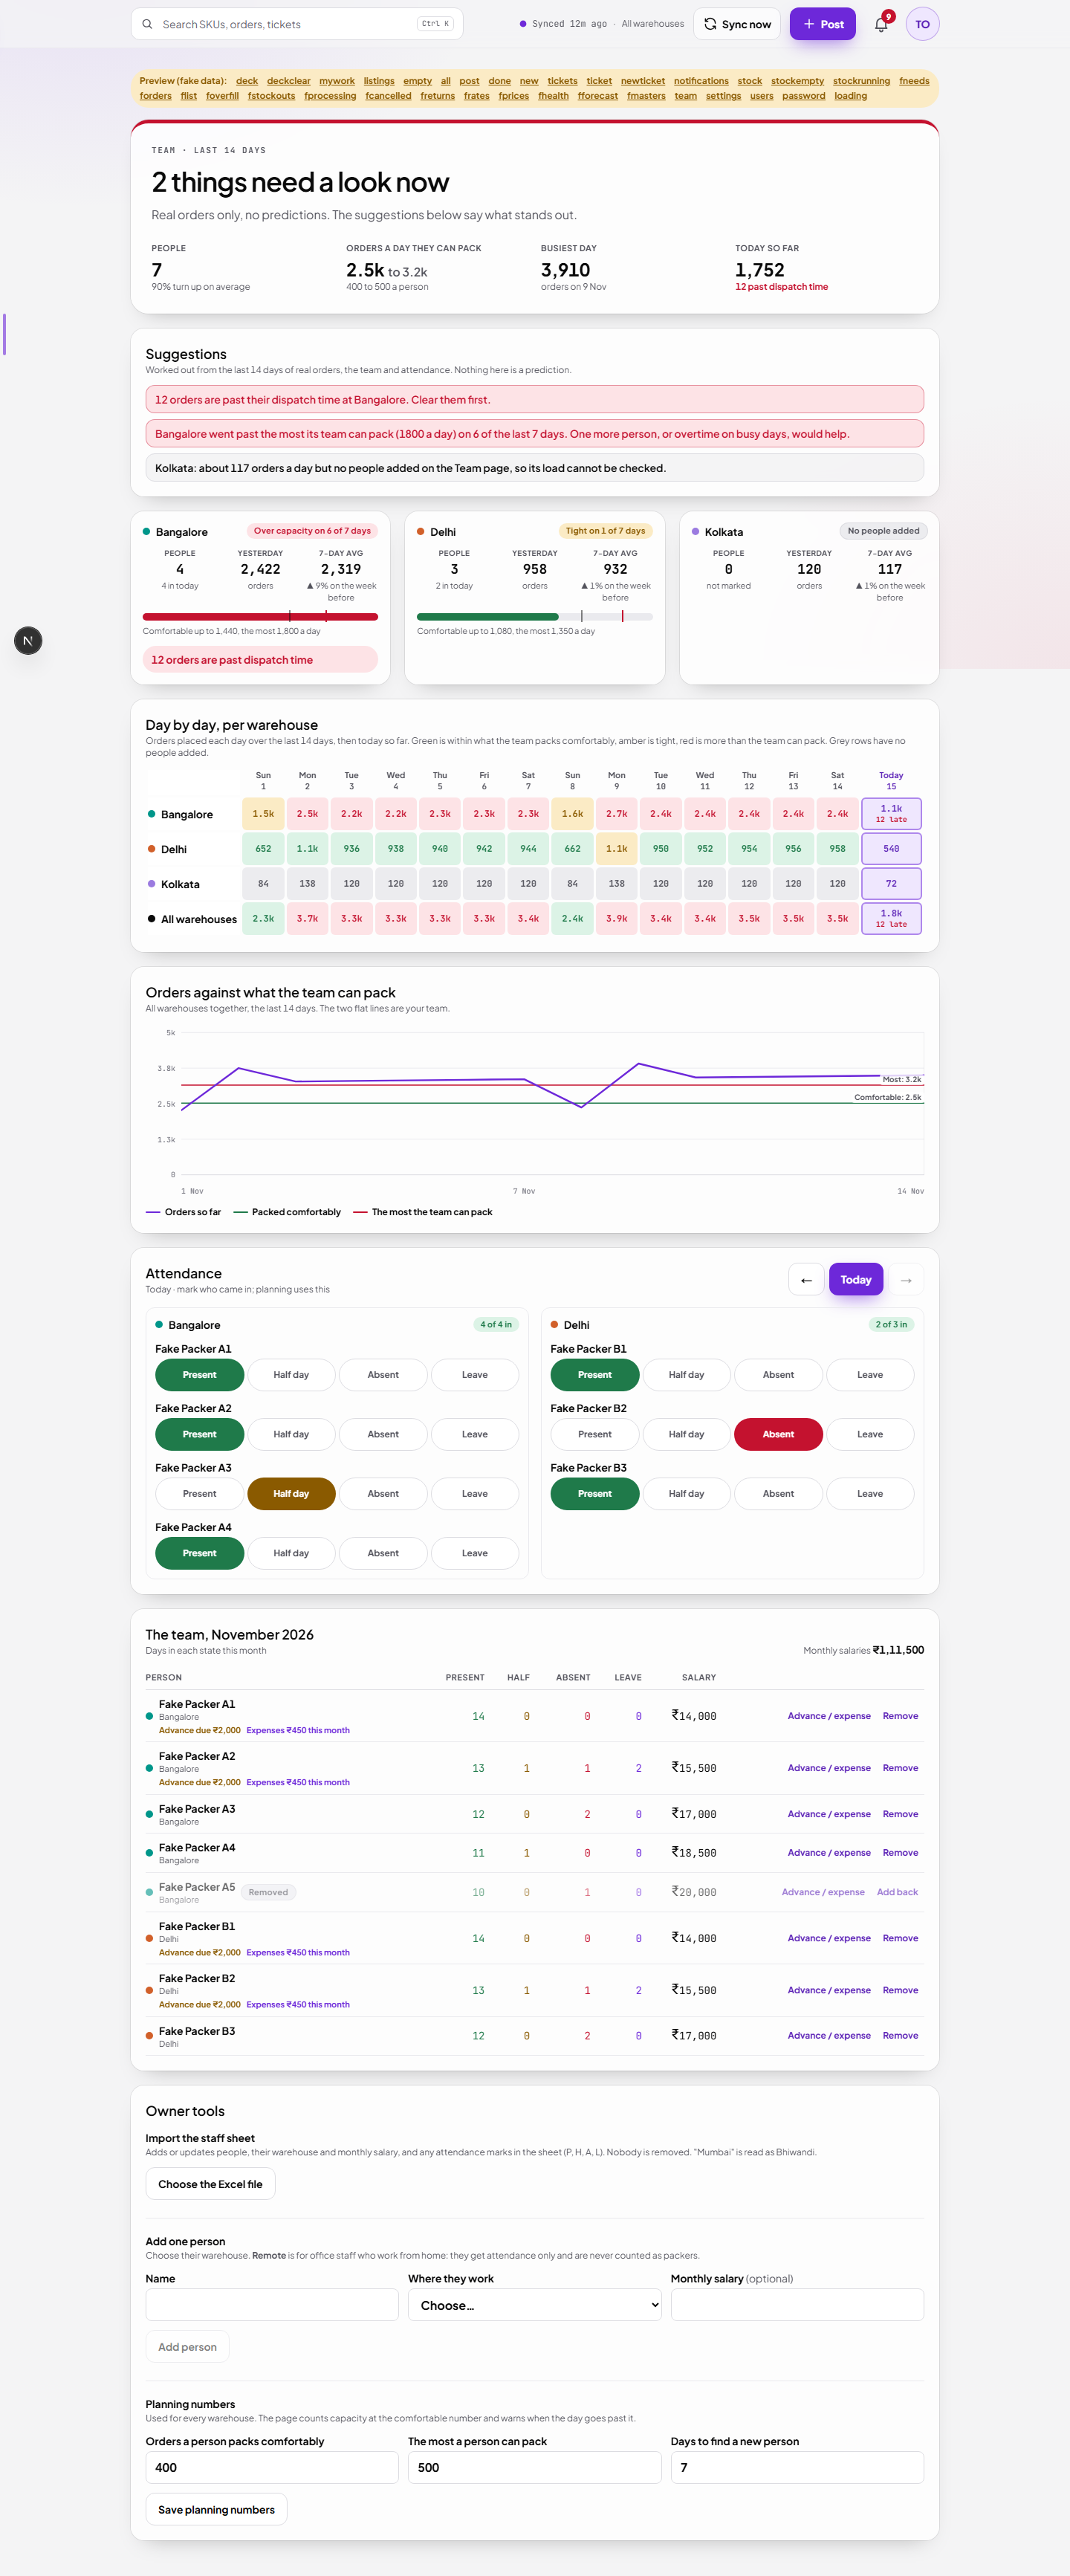 Search SKUs, orders, tickets
Ctrl K
Synced 12m ago · All warehouses
Sync now
Post
9
TO
Preview (fake data): deck deckclear mywork listings empty all post done new tickets ticket newticket notifications stock stockempty stockrunning fneeds
forders flist foverfill fstockouts fprocessing fcancelled freturns frates fprices fhealth fforecast fmasters team settings users password loading
TEAM · LAST 14 DAYS
2 things need a look now
Real orders only, no predictions. The suggestions below say what stands out.
PEOPLE
7
90% turn up on average
ORDERS A DAY THEY CAN PACK
2.5k to 3.2k
400 to 500 a person
BUSIEST DAY
3,910
orders on 9 Nov
TODAY SO FAR
1,752
12 past dispatch time
Suggestions
Worked out from the last 14 days of real orders, the team and attendance. Nothing here is a prediction.
12 orders are past their dispatch time at Bangalore. Clear them first.
Bangalore went past the most its team can pack (1800 a day) on 6 of the last 7 days. One more person, or overtime on busy days, would help.
Kolkata: about 117 orders a day but no people added on the Team page, so its load cannot be checked.
Bangalore
Over capacity on 6 of 7 days
PEOPLE YESTERDAY 7-DAY AVG
4 2,422 2,319
4 in today orders ▲ 9% on the week
before
Comfortable up to 1,440, the most 1,800 a day
12 orders are past dispatch time
Delhi
Tight on 1 of 7 days
PEOPLE YESTERDAY 7-DAY AVG
3 958 932
2 in today orders ▲ 1% on the week
before
Comfortable up to 1,080, the most 1,350 a day
Kolkata
No people added
PEOPLE YESTERDAY 7-DAY AVG
0 120 117
not marked orders ▲ 1% on the week
before
Day by day, per warehouse
Orders placed each day over the last 14 days, then today so far. Green is within what the team packs comfortably, amber is tight, red is more than the team can pack. Grey rows have no
people added.
Sun Mon Tue Wed Thu Fri Sat Sun Mon Tue Wed Thu Fri Sat Today
1 2 3 4 5 6 7 8 9 10 11 12 13 14 15
Bangalore 1.5k 2.5k 2.2k 2.2k 2.3k 2.3k 2.3k 1.6k 2.7k 2.4k 2.4k 2.4k 2.4k 2.4k 1.1k
12 late
Delhi 652 1.1k 936 938 940 942 944 662 1.1k 950 952 954 956 958 540
Kolkata 84 138 120 120 120 120 120 84 138 120 120 120 120 120 72
All warehouses 2.3k 3.7k 3.3k 3.3k 3.3k 3.3k 3.4k 2.4k 3.9k 3.4k 3.4k 3.5k 3.5k 3.5k 1.8k
12 late
Orders against what the team can pack
All warehouses together, the last 14 days. The two flat lines are your team.
5k
3.8k
Most: 3.2k
2.5k
Comfortable: 2.5k
1.3k
0
1 Nov 7 Nov 14 Nov
Orders so far Packed comfortably The most the team can pack
Attendance
Today · mark who came in; planning uses this
← Today →
Bangalore
4 of 4 in
Fake Packer A1
Present Half day Absent Leave
Fake Packer A2
Present Half day Absent Leave
Fake Packer A3
Present Half day Absent Leave
Fake Packer A4
Present Half day Absent Leave
Delhi
2 of 3 in
Fake Packer B1
Present Half day Absent Leave
Fake Packer B2
Present Half day Absent Leave
Fake Packer B3
Present Half day Absent Leave
The team, November 2026
Days in each state this month
Monthly salaries ₹1,11,500
PERSON PRESENT HALF ABSENT LEAVE SALARY
Fake Packer A1
Bangalore
Advance due ₹2,000 Expenses ₹450 this month
14 0 0 0 ₹14,000 Advance / expense Remove
Fake Packer A2
Bangalore
Advance due ₹2,000 Expenses ₹450 this month
13 1 1 2 ₹15,500 Advance / expense Remove
Fake Packer A3
Bangalore
12 0 2 0 ₹17,000 Advance / expense Remove
Fake Packer A4
Bangalore
11 1 0 0 ₹18,500 Advance / expense Remove
Fake Packer A5
Bangalore
Removed
10 0 1 0 ₹20,000 Advance / expense Add back
Fake Packer B1
Delhi
Advance due ₹2,000 Expenses ₹450 this month
14 0 0 0 ₹14,000 Advance / expense Remove
Fake Packer B2
Delhi
Advance due ₹2,000 Expenses ₹450 this month
13 1 1 2 ₹15,500 Advance / expense Remove
Fake Packer B3
Delhi
12 0 2 0 ₹17,000 Advance / expense Remove
Owner tools
Import the staff sheet
Adds or updates people, their warehouse and monthly salary, and any attendance marks in the sheet (P, H, A, L). Nobody is removed. "Mumbai" is read as Bhiwandi.
Choose the Excel file
Add one person
Choose their warehouse. Remote is for office staff who work from home: they get attendance only and are never counted as packers.
Name Where they work Monthly salary (optional)
Choose...
Add person
Planning numbers
Used for every warehouse. The page counts capacity at the comfortable number and warns when the day goes past it.
Orders a person packs comfortably The most a person can pack Days to find a new person
400 500 7
Save planning numbers
N